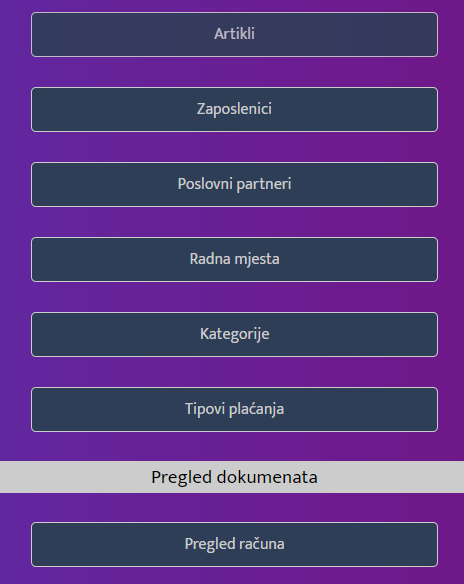 Artikli
Zaposlenici
Poslovni partneri
Radna mjesta
Kategorije
Tipovi plaćanja
Pregled dokumenata
Pregled računa